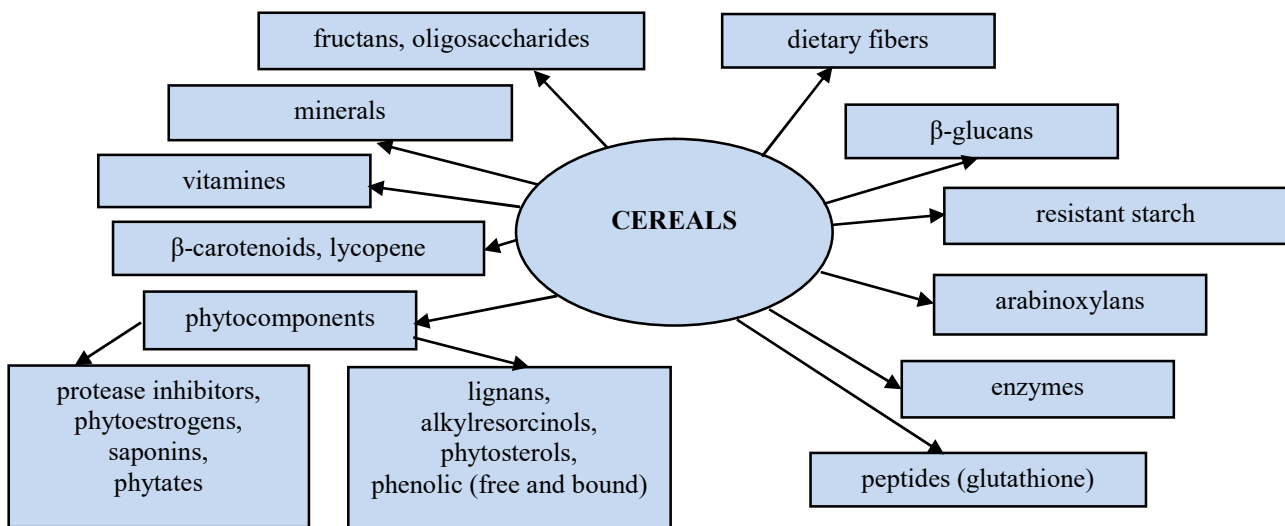 fructans, oligosaccharides
dietary fibers
minerals
β-glucans
vitamines
resistant starch
CEREALS
β-carotenoids, lycopene
arabinoxylans
phytocomponents
enzymes
protease inhibitors,
phytoestrogens,
saponins,
phytates
lignans,
alkylresorcinols,
phytosterols,
phenolic (free and bound)
peptides (glutathione)